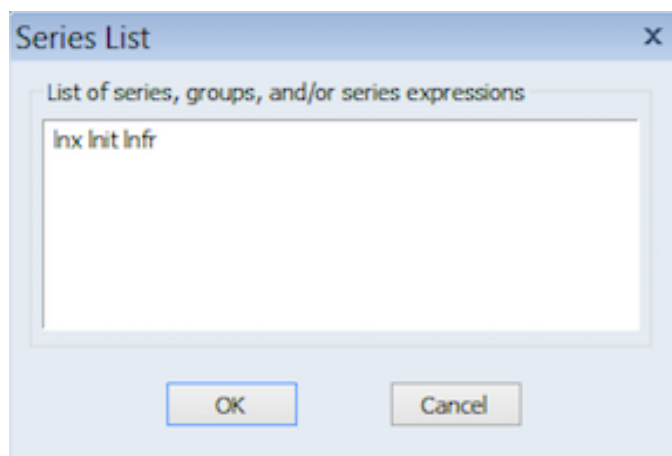 Series List
x
List of series, groups, and/or series expressions
lnx lnit lnfr
OK
Cancel